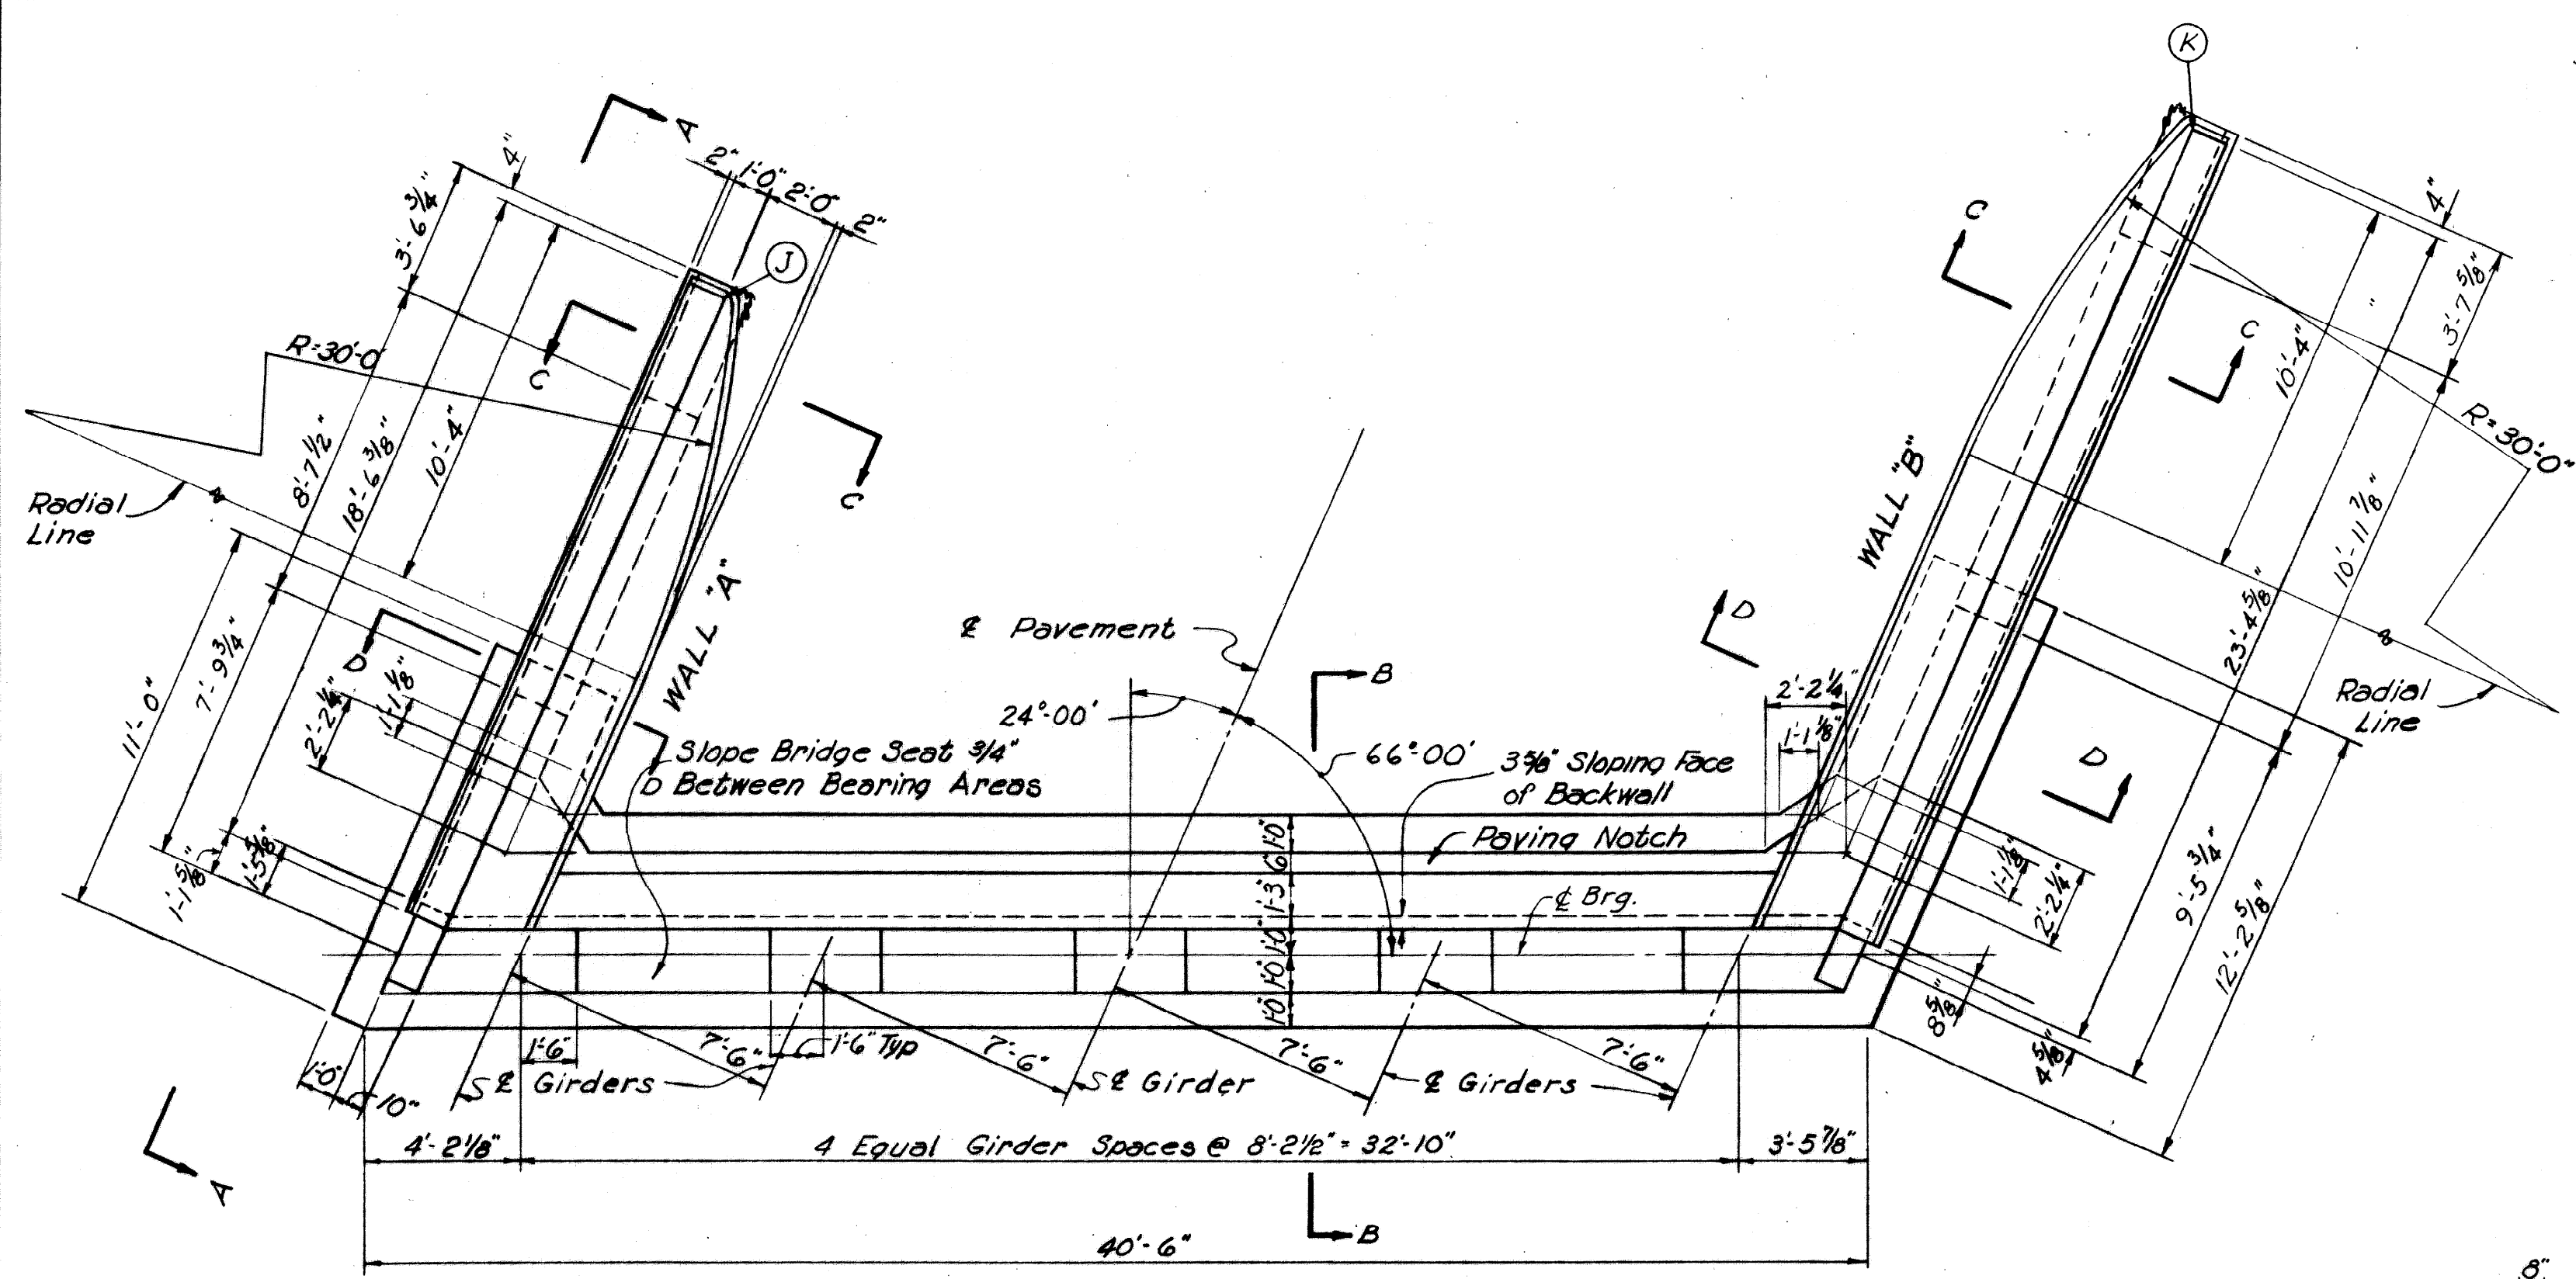 K
A
4"
2"
1'-0"
2'-0"
2"
3'-6 3/4"
J
C
4"
3'-7 5/8"
R=30'-0
C
C
10'-4"
8'-7 1/2"
18'-6 3/8"
10'-4"
R=30'-0"
C
WALL "B"
10'-11 7/8"
Radial
Line
WALL "A"
D
23'-4 5/8"
Radial
Line
11'-0"
7'-9 3/4"
D
2'-2 1/4"
1'-1 1/8"
℄ Pavement
B
24°-00'
66°-00'
2'-2 1/4"
1'-1 1/8"
D
Slope Bridge Seat 3/4"
D Between Bearing Areas
3 5/8" Sloping Face
of Backwall
Paving Notch
1'-0"
6"
1'-3"
1'-0"
1'-0"
1'-0"
℄ Brg.
1'-1 5/8"
1'-5 5/8"
1'-1 1/8"
2'-2 1/4"
9'-5 3/4"
12'-2 5/8"
8 5/8"
4 5/8"
1'-0"
10"
1'-6"
7'-6"
1'-6" Typ
7'-6"
7'-6"
7'-6"
℄ Girders
℄ Girder
℄ Girders
A
4'-2 1/8"
4 Equal Girder Spaces @ 8'-2 1/2" = 32'-10"
3'-5 7/8"
B
40'-6"
8"